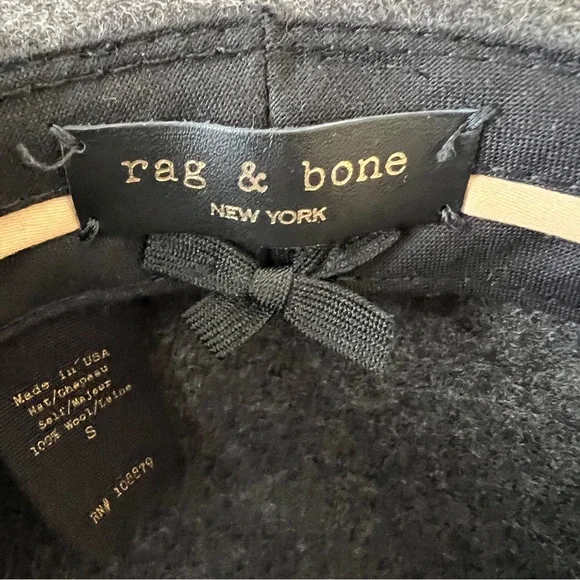 rag & bone
NEW YORK
Made in USA
Hat/Chapeau
Self/Majeur
100% Wool/Laine
S
RN# 108879